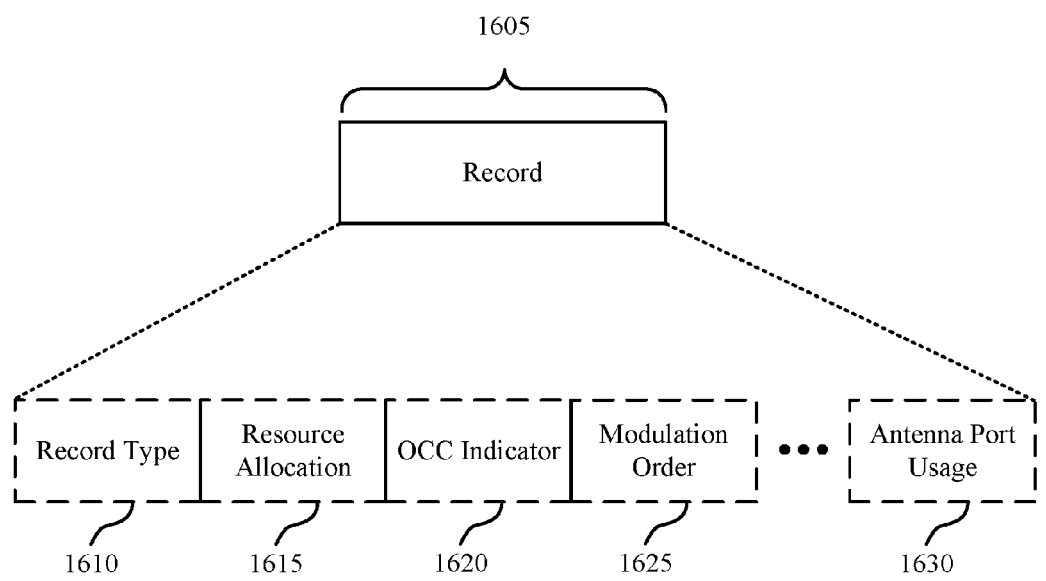 1605
Record
Record Type
Resource
Allocation
OCC Indicator
Modulation
Order
Antenna Port
Usage
1610
1615
1620
1625
1630